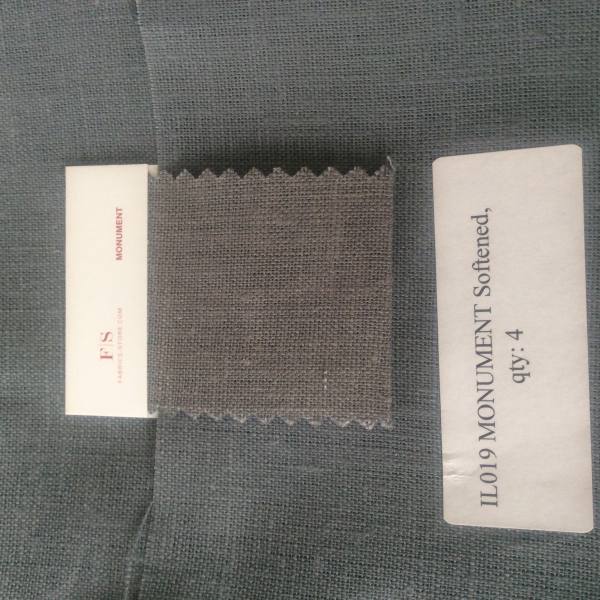 F|S
FABRICS-STORE.COM
MONUMENT
IL019 MONUMENT Softened,
qty: 4